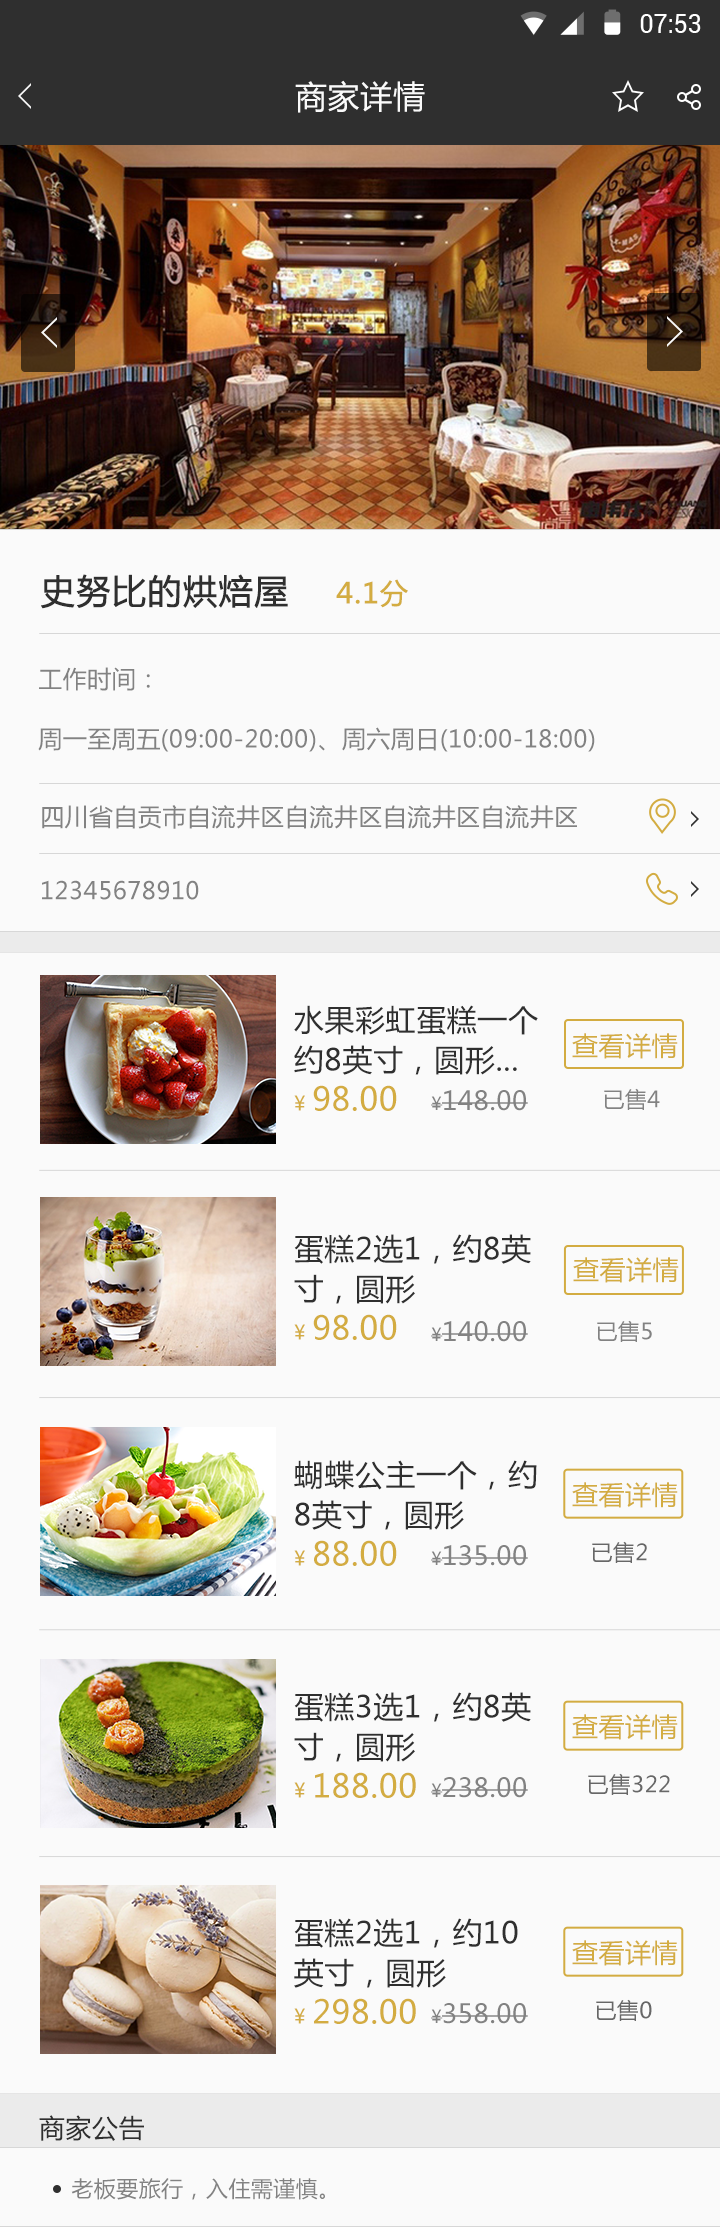 07:53
商家详情
史努比的烘焙屋 4.1分
工作时间：
周一至周五(09:00-20:00)、周六周日(10:00-18:00)
四川省自贡市自流井区自流井区自流井区自流井区
12345678910
水果彩虹蛋糕一个
约8英寸，圆形...
查看详情
¥ 98.00 ¥148.00
已售4
蛋糕2选1，约8英
寸，圆形
查看详情
¥ 98.00 ¥140.00
已售5
蝴蝶公主一个，约
8英寸，圆形
查看详情
¥ 88.00 ¥135.00
已售2
蛋糕3选1，约8英
寸，圆形
查看详情
¥ 188.00 ¥238.00
已售322
蛋糕2选1，约10
英寸，圆形
查看详情
¥ 298.00 ¥358.00
已售0
商家公告
• 老板要旅行，入住需谨慎。